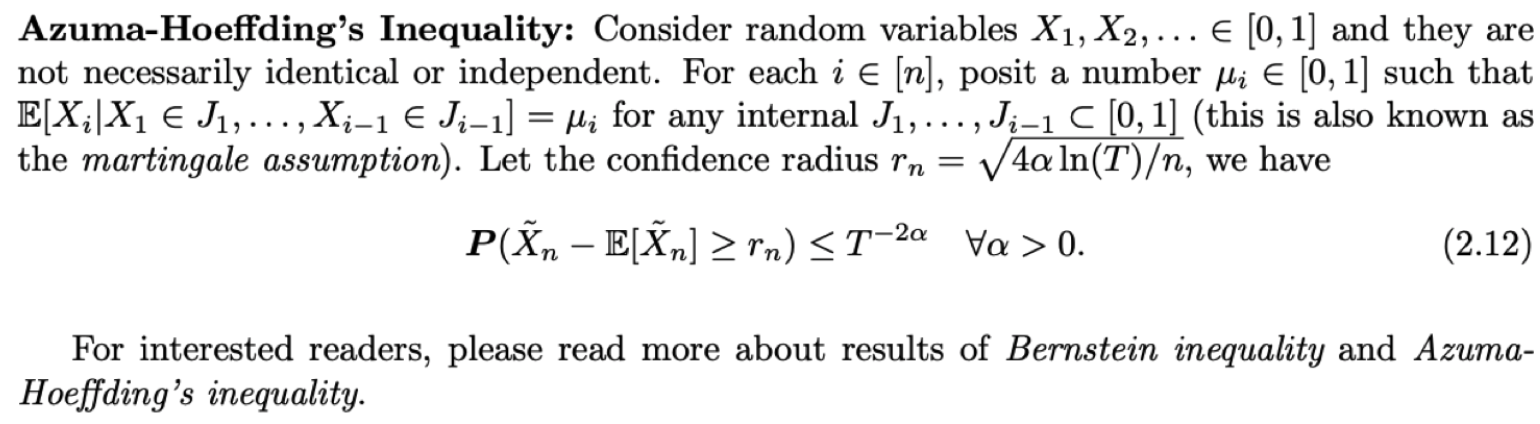 Azuma-Hoeffding's Inequality: Consider random variables X₁, X₂, … ∈ [0, 1] and they are
not necessarily identical or independent. For each i ∈ [n], posit a number μᵢ ∈ [0, 1] such that
𝔼[Xᵢ|X₁ ∈ J₁, …, Xᵢ₋₁ ∈ Jᵢ₋₁] = μᵢ for any internal J₁, …, Jᵢ₋₁ ⊂ [0, 1] (this is also known as
the martingale assumption). Let the confidence radius rₙ = √(4α ln(T)/n), we have
P(X̃ₙ − 𝔼[X̃ₙ] ≥ rₙ) ≤ T⁻²ᵅ ∀α > 0. (2.12)
For interested readers, please read more about results of Bernstein inequality and Azuma-
Hoeffding's inequality.